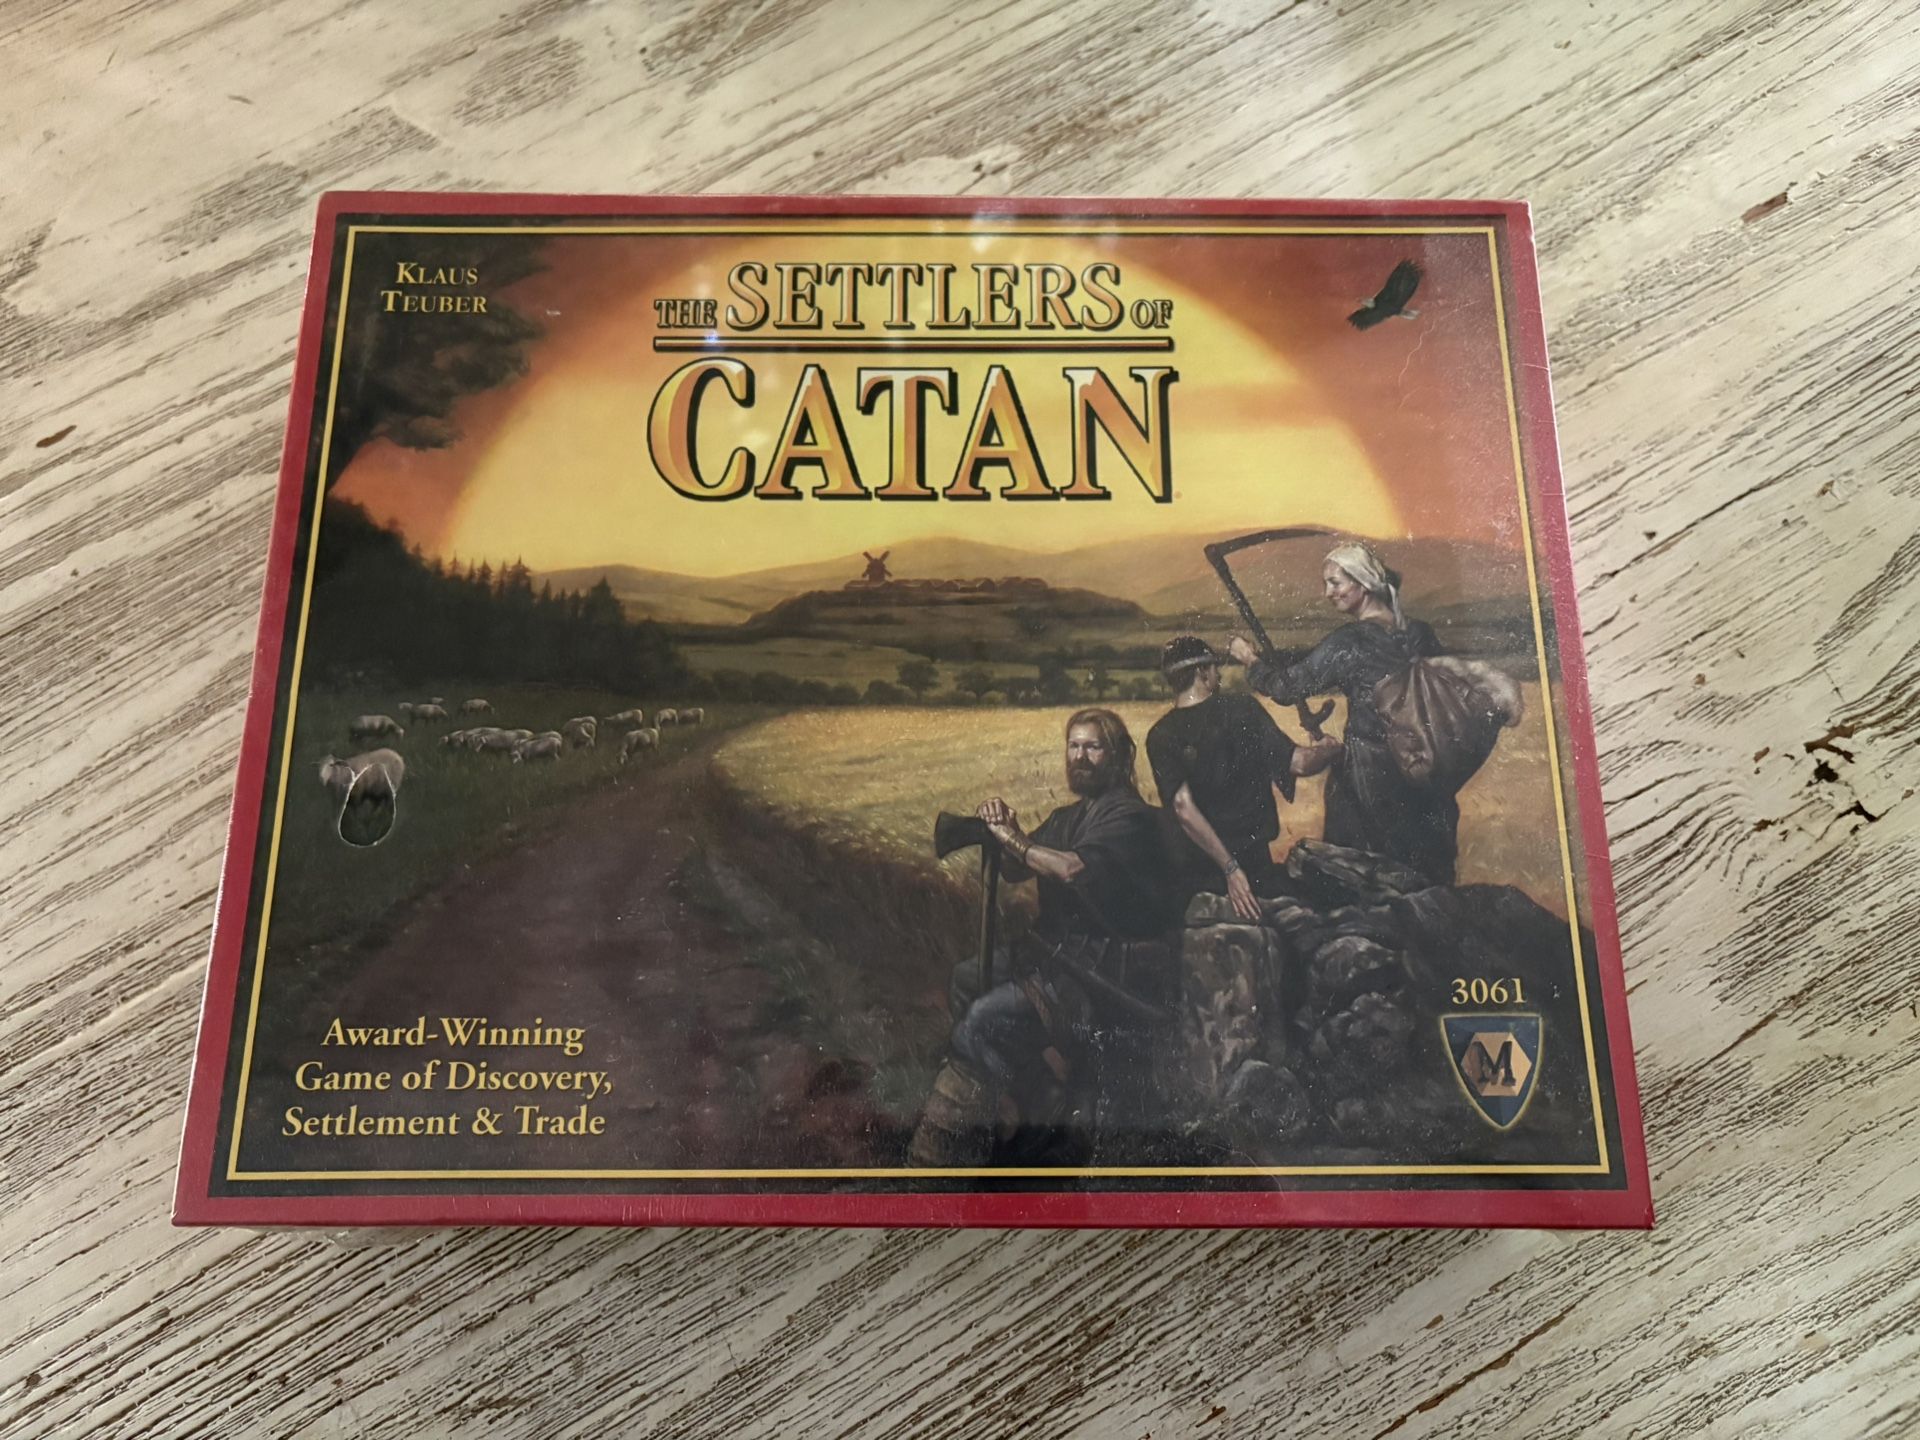 KLAUS
TEUBER
THE SETTLERS OF
CATAN
Award-Winning
Game of Discovery,
Settlement & Trade
3061
M